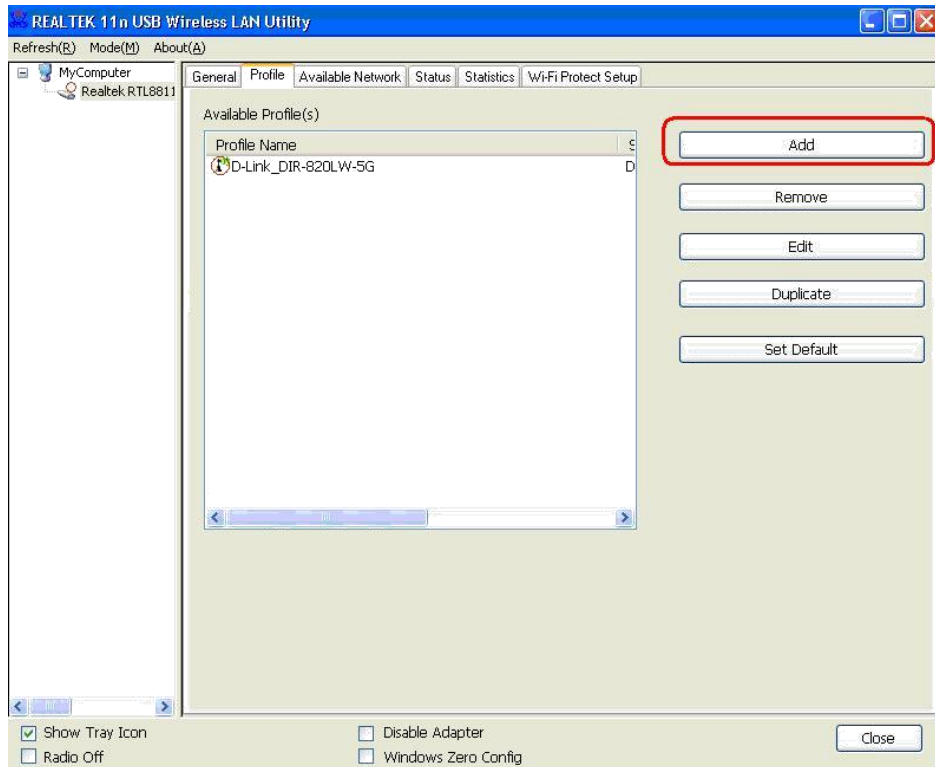 REALTEK 11n USB Wireless LAN Utility
Refresh(R) Mode(M) About(A)
MyComputer
Realtek RTL8811
General Profile Available Network Status Statistics Wi-Fi Protect Setup
Available Profile(s)
Profile Name S
D-Link_DIR-820LW-5G D
Add
Remove
Edit
Duplicate
Set Default
Show Tray Icon
Radio Off
Disable Adapter
Windows Zero Config
Close